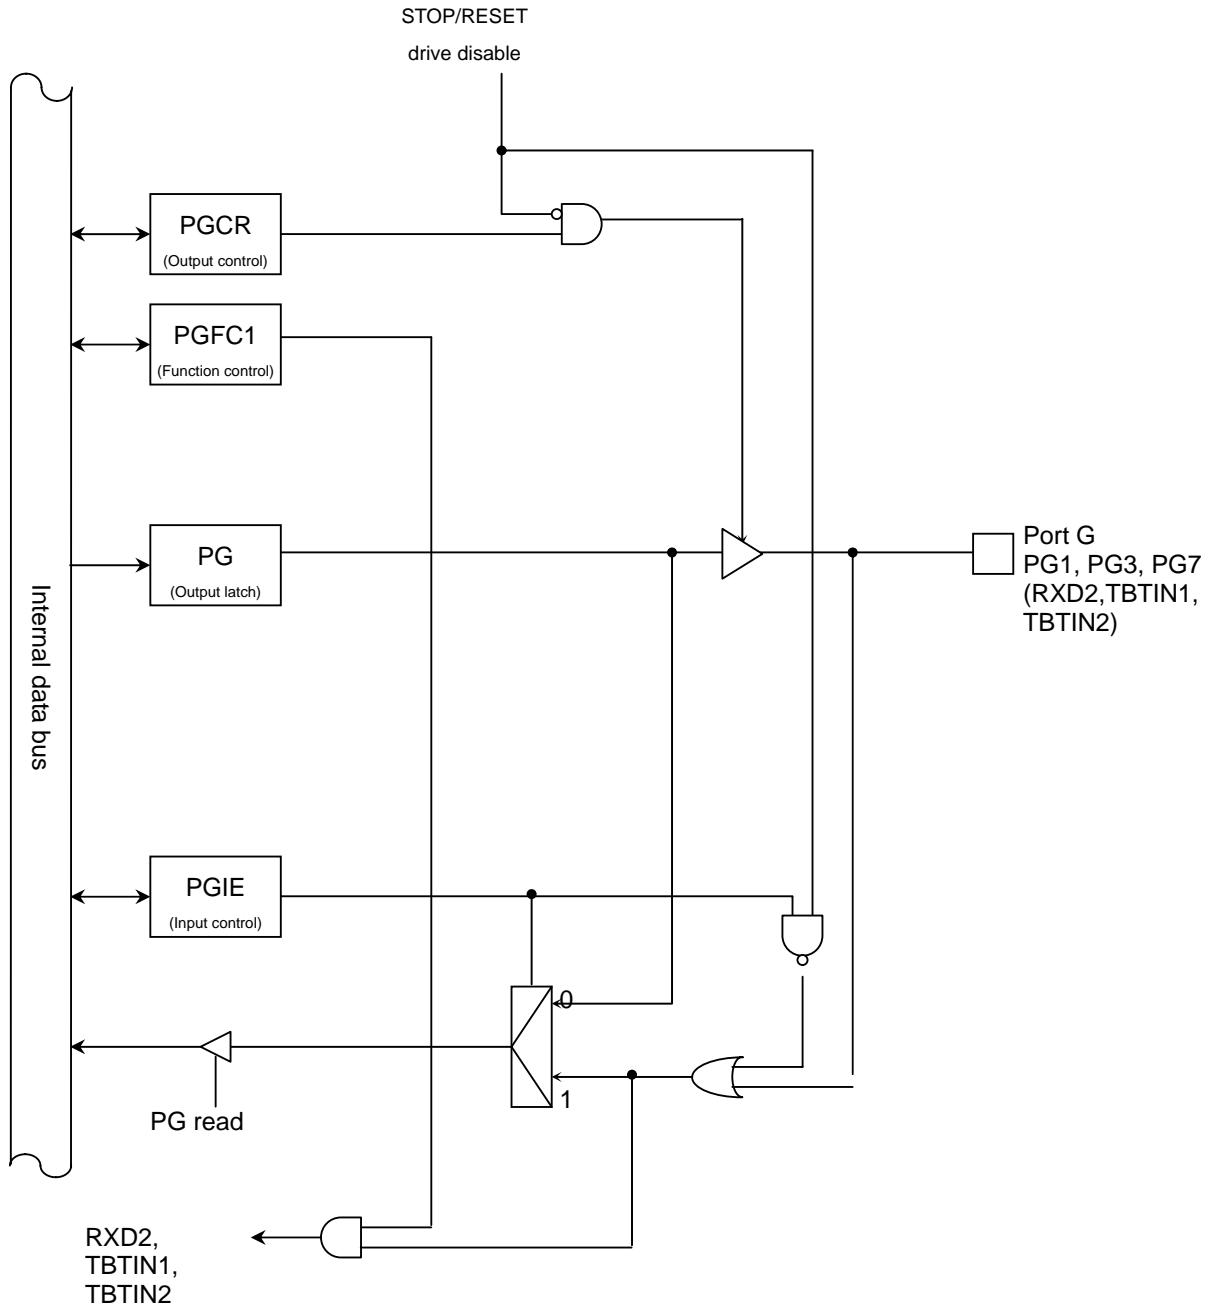 STOP/RESET
drive disable
PGCR
(Output control)
PGFC1
(Function control)
PG
(Output latch)
Port G
PG1, PG3, PG7
(RXD2,TBTIN1,
TBTIN2)
Internal data bus
PGIE
(Input control)
0
1
PG read
RXD2,
TBTIN1,
TBTIN2